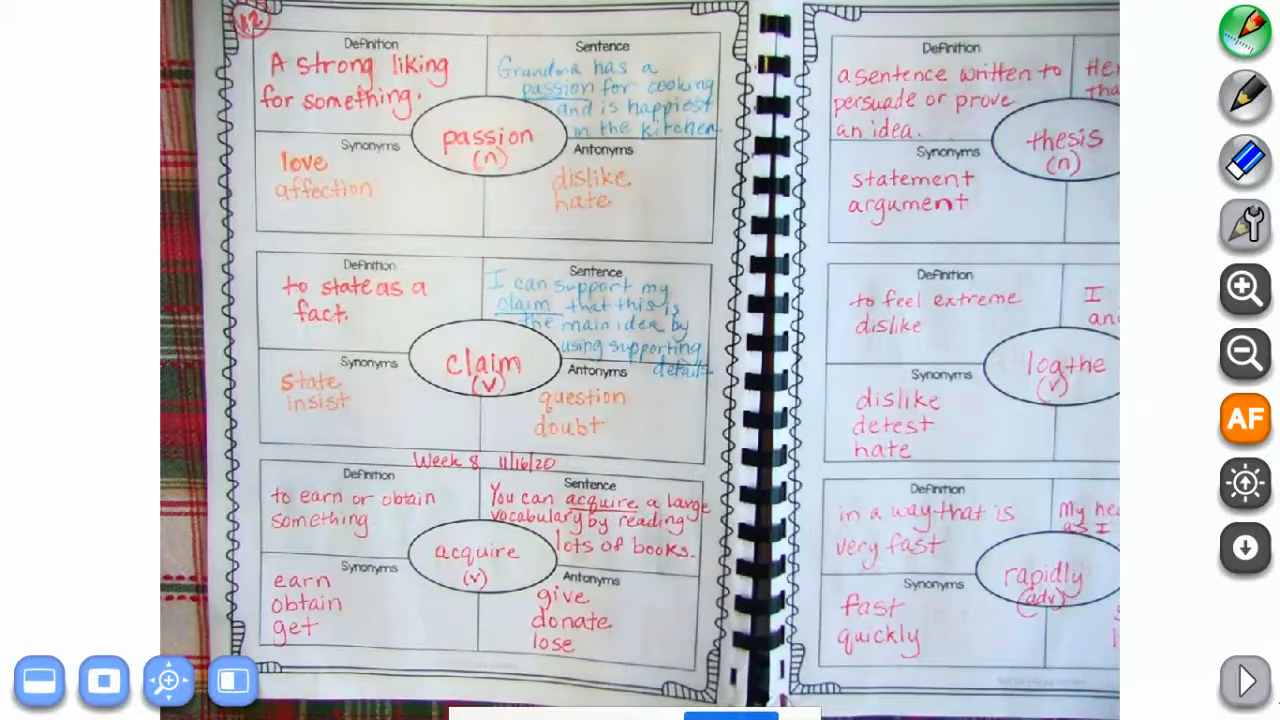 12
Definition
A strong liking
for something.
Sentence
Grandma has a
passion for cooking
and is happiest
in the kitchen.
passion
(n)
Synonyms
love
affection
Antonyms
dislike
hate
Definition
to state as a
fact.
Sentence
I can support my
claim that this is
the main idea by
using supporting
details.
claim
(v)
Synonyms
state
insist
Antonyms
question
doubt
Week 8 11/16/20
Definition
to earn or obtain
something
Sentence
You can acquire a large
vocabulary by reading
lots of books.
acquire
(v)
Synonyms
earn
obtain
get
Antonyms
give
donate
lose
Definition
a sentence written to
persuade or prove
an idea.
thesis
(n)
Synonyms
statement
argument
Definition
to feel extreme
dislike
I
loathe
(v)
Synonyms
dislike
detest
hate
Definition
in a way that is
very fast
My
as I
rapidly
(adv)
Synonyms
fast
quickly
AF